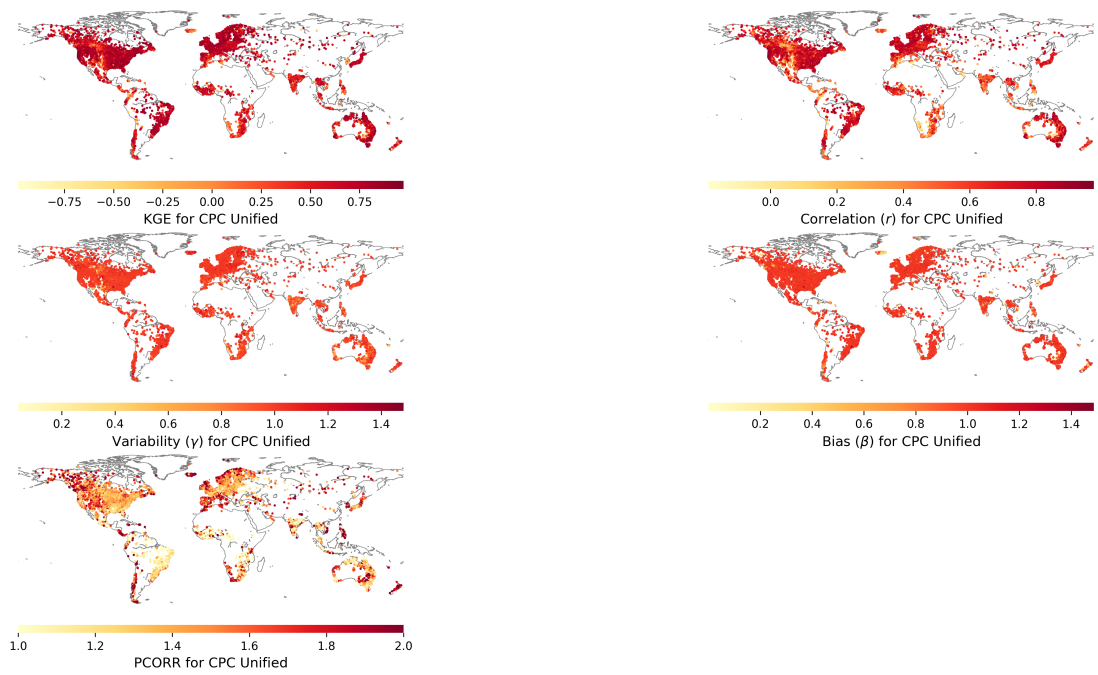 −0.75 −0.50 −0.25 0.00 0.25 0.50 0.75
KGE for CPC Unified
0.0 0.2 0.4 0.6 0.8
Correlation (r) for CPC Unified
0.2 0.4 0.6 0.8 1.0 1.2 1.4
Variability (γ) for CPC Unified
0.2 0.4 0.6 0.8 1.0 1.2 1.4
Bias (β) for CPC Unified
1.0 1.2 1.4 1.6 1.8 2.0
PCORR for CPC Unified